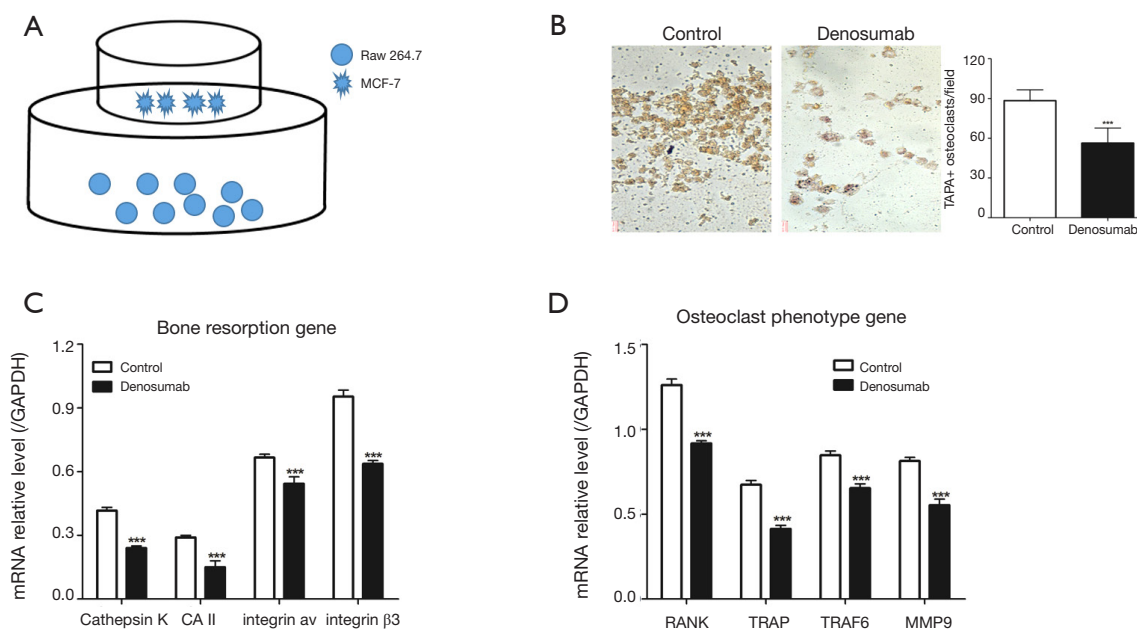 A
Raw 264.7
MCF-7
B
Control
Denosumab
TAPA+ osteoclasts/field
120
90
60
30
0
***
Control
Denosumab
C
Bone resorption gene
mRNA relative level (/GAPDH)
1.2
0.9
0.6
0.3
0.0
Control
Denosumab
***
***
***
***
Cathepsin K
CA II
integrin av
integrin β3
D
Osteoclast phenotype gene
mRNA relative level (/GAPDH)
1.5
1.0
0.5
0.0
Control
Denosumab
***
***
***
***
RANK
TRAP
TRAF6
MMP9